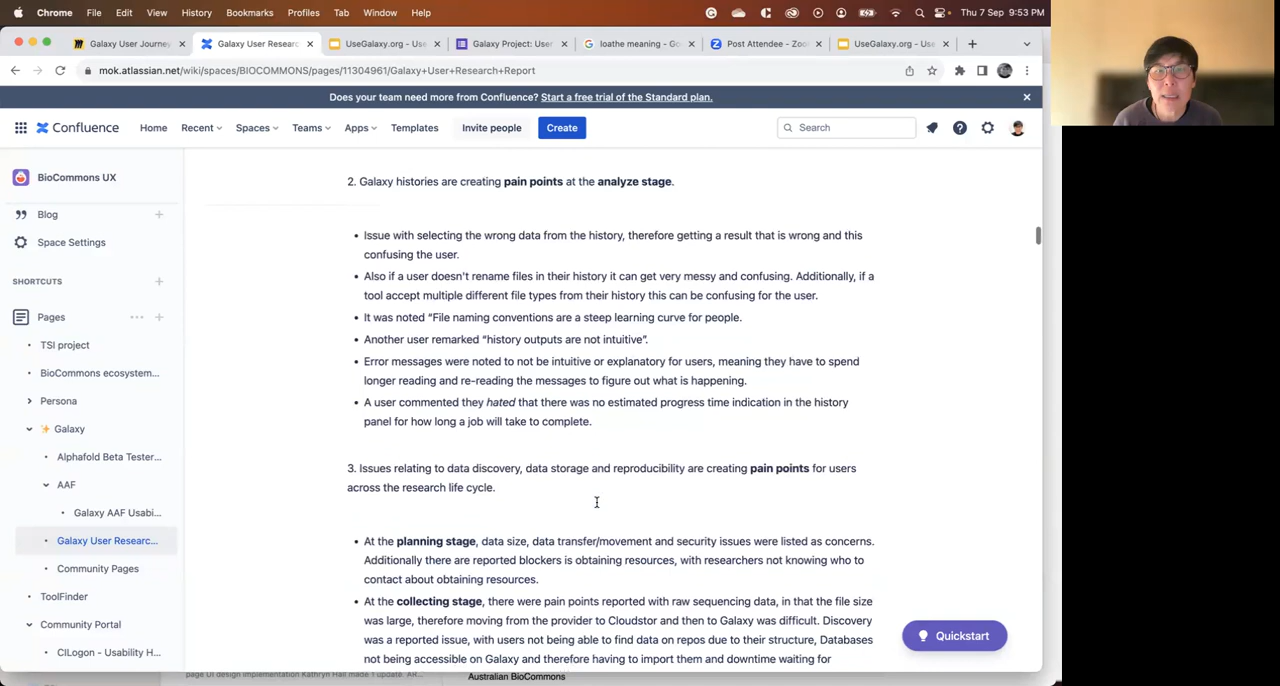 Chrome File Edit View History Bookmarks Profiles Tab Window Help Thu 7 Sep 9:53 PM
Galaxy User Journey Galaxy User Researc UseGalaxy.org - Use Galaxy Project: User loathe meaning - Go Post Attendee - Zoo UseGalaxy.org - Use
mok.atlassian.net/wiki/spaces/BIOCOMMONS/pages/11304961/Galaxy+User+Research+Report
Does your team need more from Confluence? Start a free trial of the Standard plan.
Confluence Home Recent Spaces Teams Apps Templates Invite people Create Search
BioCommons UX
Blog
Space Settings
SHORTCUTS
Pages
TSI project
BioCommons ecosystem...
Persona
Galaxy
Alphafold Beta Tester...
AAF
Galaxy AAF Usabi...
Galaxy User Researc...
Community Pages
ToolFinder
Community Portal
CILogon - Usability H...
2. Galaxy histories are creating pain points at the analyze stage.
• Issue with selecting the wrong data from the history, therefore getting a result that is wrong and this
confusing the user.
• Also if a user doesn't rename files in their history it can get very messy and confusing. Additionally, if a
tool accept multiple different file types from their history this can be confusing for the user.
• It was noted “File naming conventions are a steep learning curve for people.
• Another user remarked “history outputs are not intuitive”.
• Error messages were noted to not be intuitive or explanatory for users, meaning they have to spend
longer reading and re-reading the messages to figure out what is happening.
• A user commented they hated that there was no estimated progress time indication in the history
panel for how long a job will take to complete.
3. Issues relating to data discovery, data storage and reproducibility are creating pain points for users
across the research life cycle.
• At the planning stage, data size, data transfer/movement and security issues were listed as concerns.
Additionally there are reported blockers is obtaining resources, with researchers not knowing who to
contact about obtaining resources.
• At the collecting stage, there were pain points reported with raw sequencing data, in that the file size
was large, therefore moving from the provider to Cloudstor and then to Galaxy was difficult. Discovery
was a reported issue, with users not being able to find data on repos due to their structure, Databases
not being accessible on Galaxy and therefore having to import them and downtime waiting for
Quickstart
page UI design implementation Kathryn Hall made 1 update.
Australian BioCommons